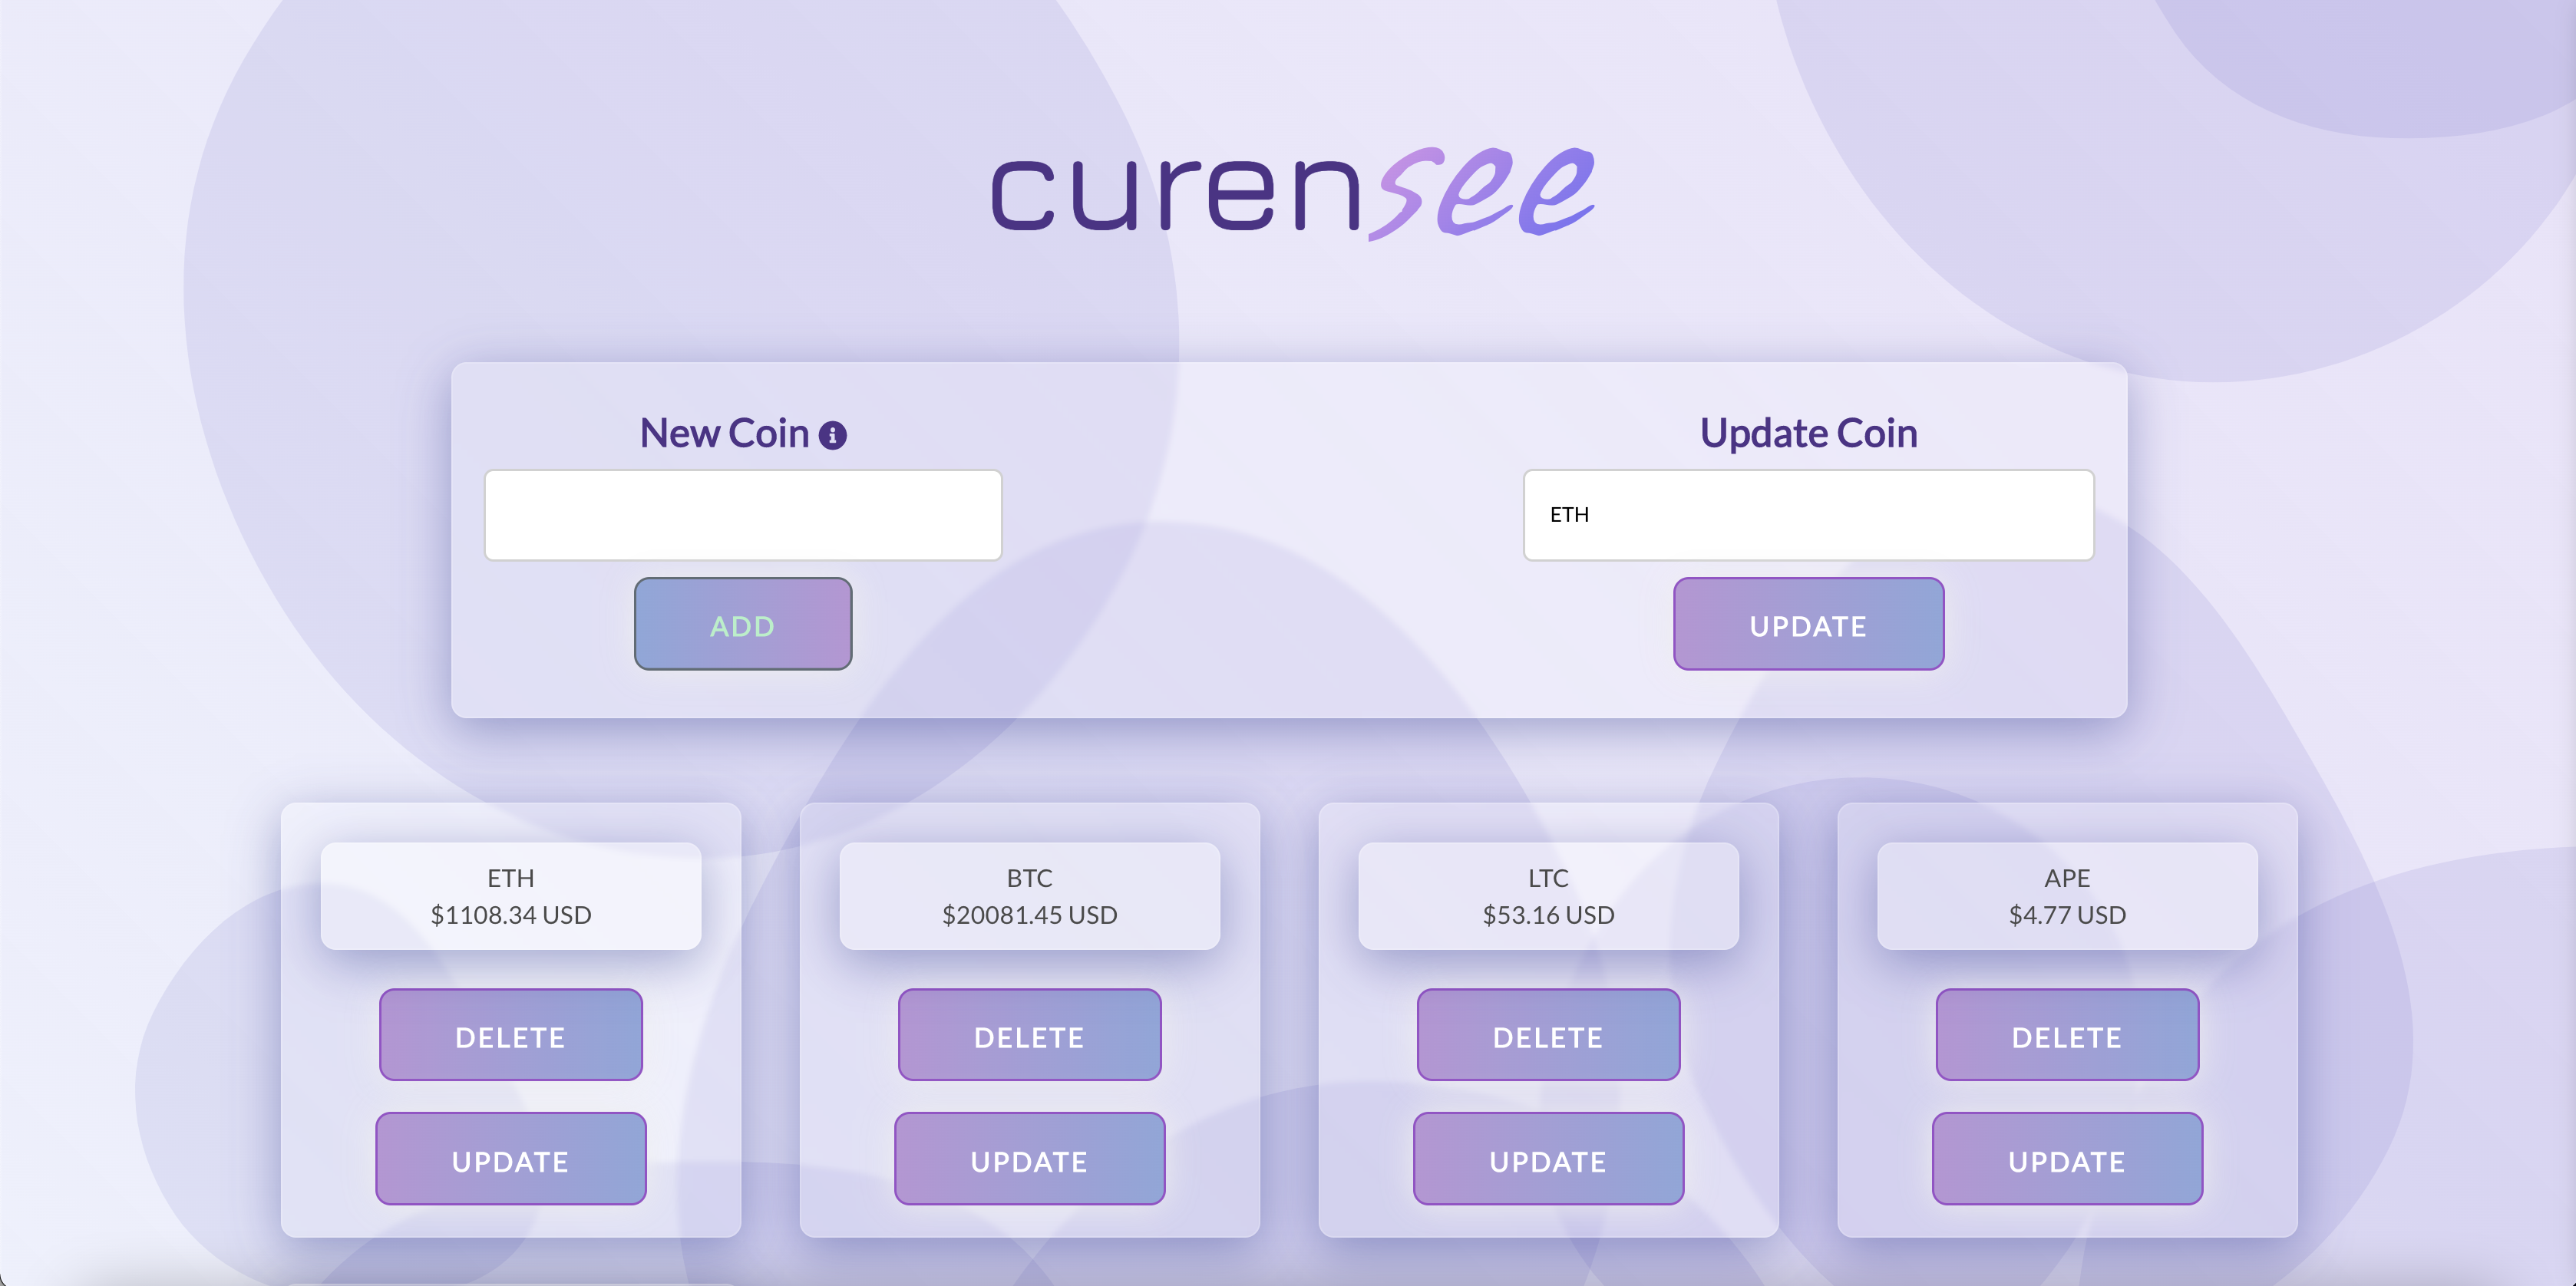 curensee
New Coin
Update Coin
ETH
ADD
UPDATE
ETH
$1108.34 USD
DELETE
UPDATE
BTC
$20081.45 USD
DELETE
UPDATE
LTC
$53.16 USD
DELETE
UPDATE
APE
$4.77 USD
DELETE
UPDATE